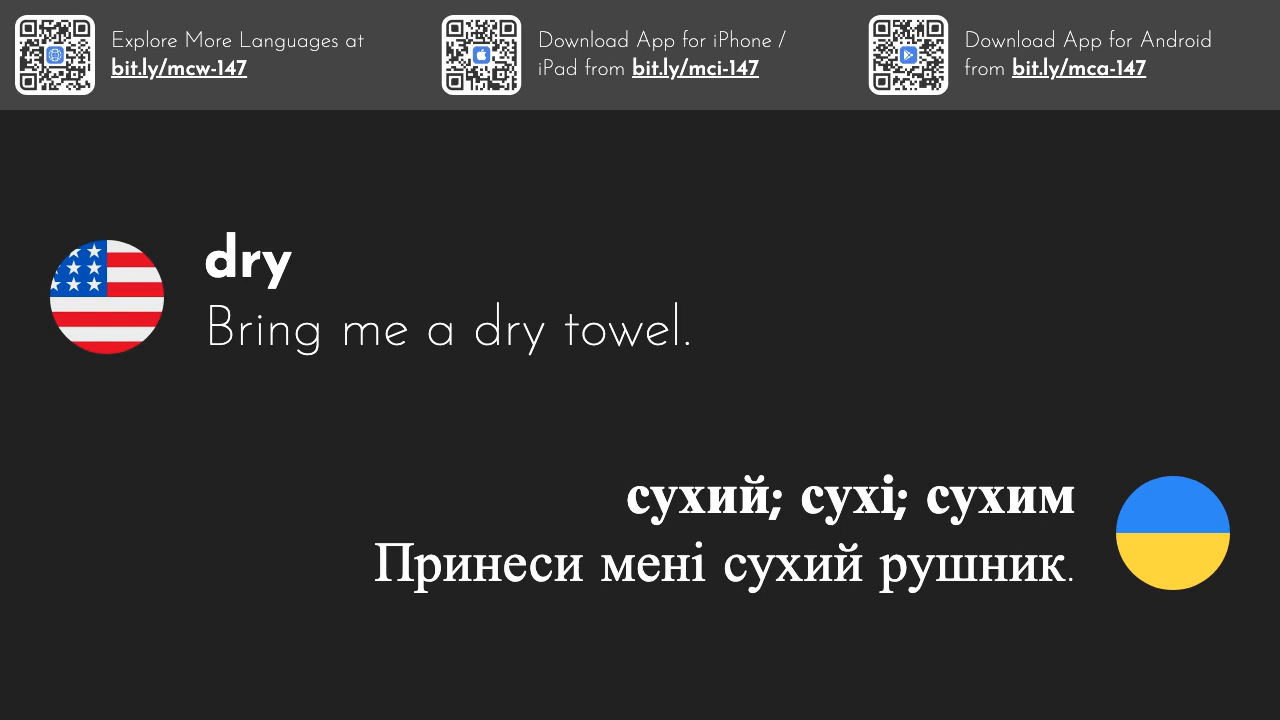 Explore More Languages at
bit.ly/mcw-147
Download App for iPhone /
iPad from bit.ly/mci-147
Download App for Android
from bit.ly/mca-147
dry
Bring me a dry towel.
сухий; сухі; сухим
Принеси мені сухий рушник.